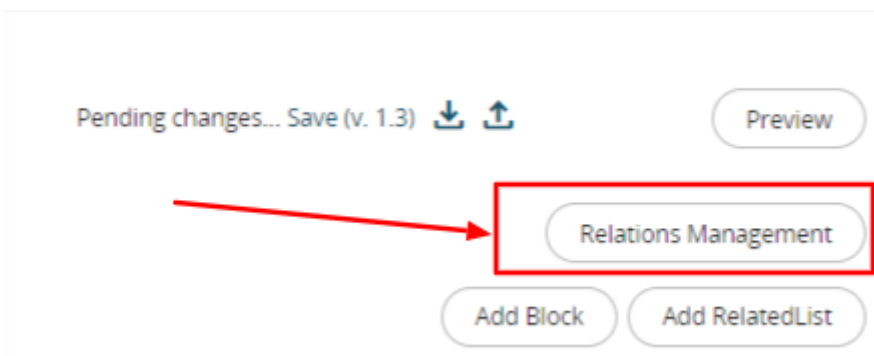 Pending changes... Save (v. 1.3) Preview
Relations Management
Add Block Add RelatedList